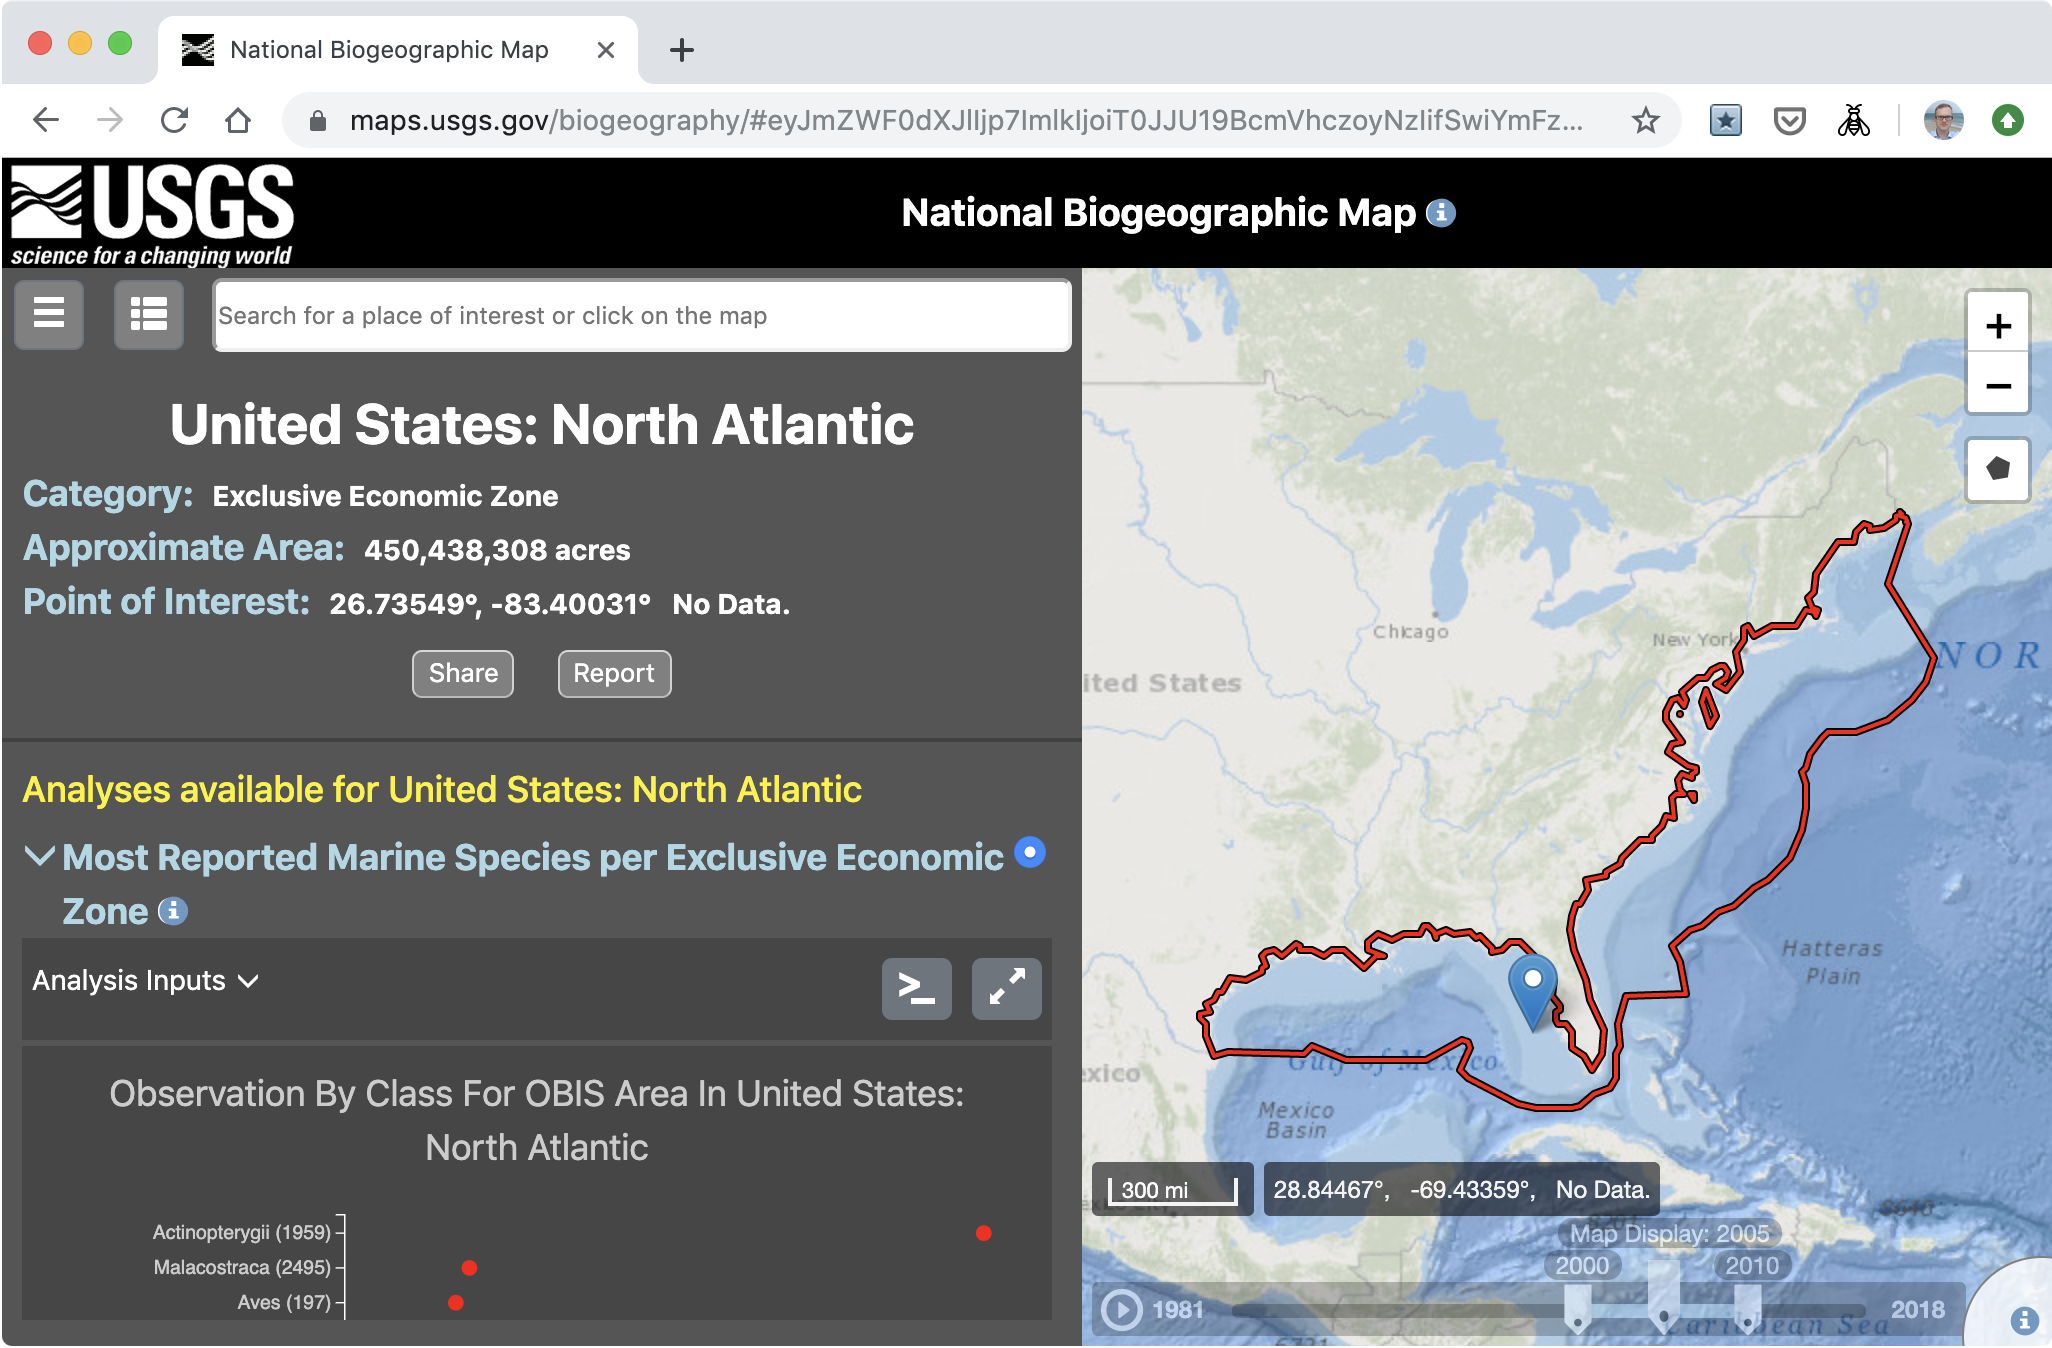 National Biogeographic Map
maps.usgs.gov/biogeography/#eyJmZWF0dXJlIjp7ImlkIjoiT0JJU19BcmVhczoyNzIifSwiYmFz...
USGS
science for a changing world
National Biogeographic Map
Search for a place of interest or click on the map
United States: North Atlantic
Category: Exclusive Economic Zone
Approximate Area: 450,438,308 acres
Point of Interest: 26.73549°, -83.40031° No Data.
Share Report
Analyses available for United States: North Atlantic
Most Reported Marine Species per Exclusive Economic
Zone
Analysis Inputs
Observation By Class For OBIS Area In United States:
North Atlantic
Actinopterygii (1959)
Malacostraca (2495)
Aves (197)
Chicago
New York
NOR
ited States
Hatteras
Plain
Gulf of Mexico
exico
Mexico
Basin
300 mi
28.84467°, -69.43359°, No Data.
8640
Map Display: 2005
2000 2010
1981 2018
Caribbean Sea